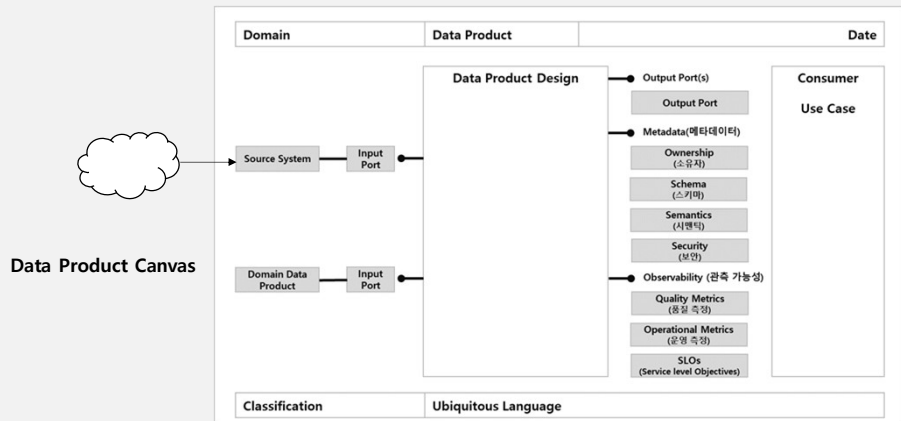 Domain
Data Product
Date
Data Product Design
Output Port(s)
Output Port
Metadata(메타데이터)
Ownership
(소유자)
Schema
(스키마)
Semantics
(시맨틱)
Security
(보안)
Observability (관측 가능성)
Quality Metrics
(품질 측정)
Operational Metrics
(운영 측정)
SLOs
(Service level Objectives)
Consumer
Use Case
Source System
Input
Port
Data Product Canvas
Domain Data
Product
Input
Port
Classification
Ubiquitous Language